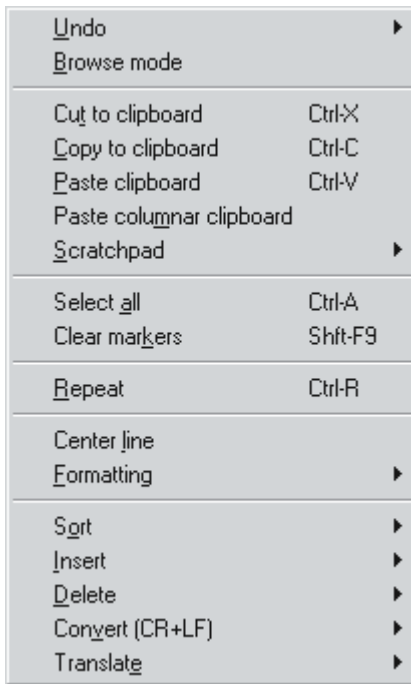 Undo
Browse mode
Cut to clipboard Ctrl-X
Copy to clipboard Ctrl-C
Paste clipboard Ctrl-V
Paste columnar clipboard
Scratchpad
Select all Ctrl-A
Clear markers Shft-F9
Repeat Ctrl-R
Center line
Formatting
Sort
Insert
Delete
Convert (CR+LF)
Translate